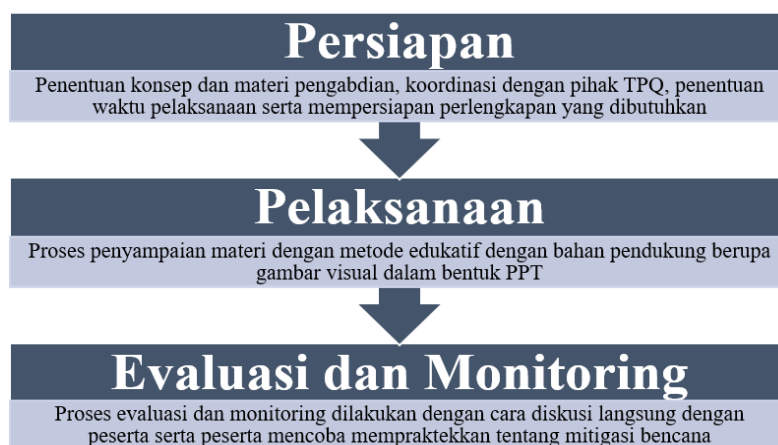 Persiapan
Penentuan konsep dan materi pengabdian, koordinasi dengan pihak TPQ, penentuan
waktu pelaksanaan serta mempersiapan perlengkapan yang dibutuhkan
Pelaksanaan
Proses penyampaian materi dengan metode edukatif dengan bahan pendukung berupa
gambar visual dalam bentuk PPT
Evaluasi dan Monitoring
Proses evaluasi dan monitoring dilakukan dengan cara diskusi langsung dengan
peserta serta peserta mencoba mempraktekkan tentang mitigasi bencana